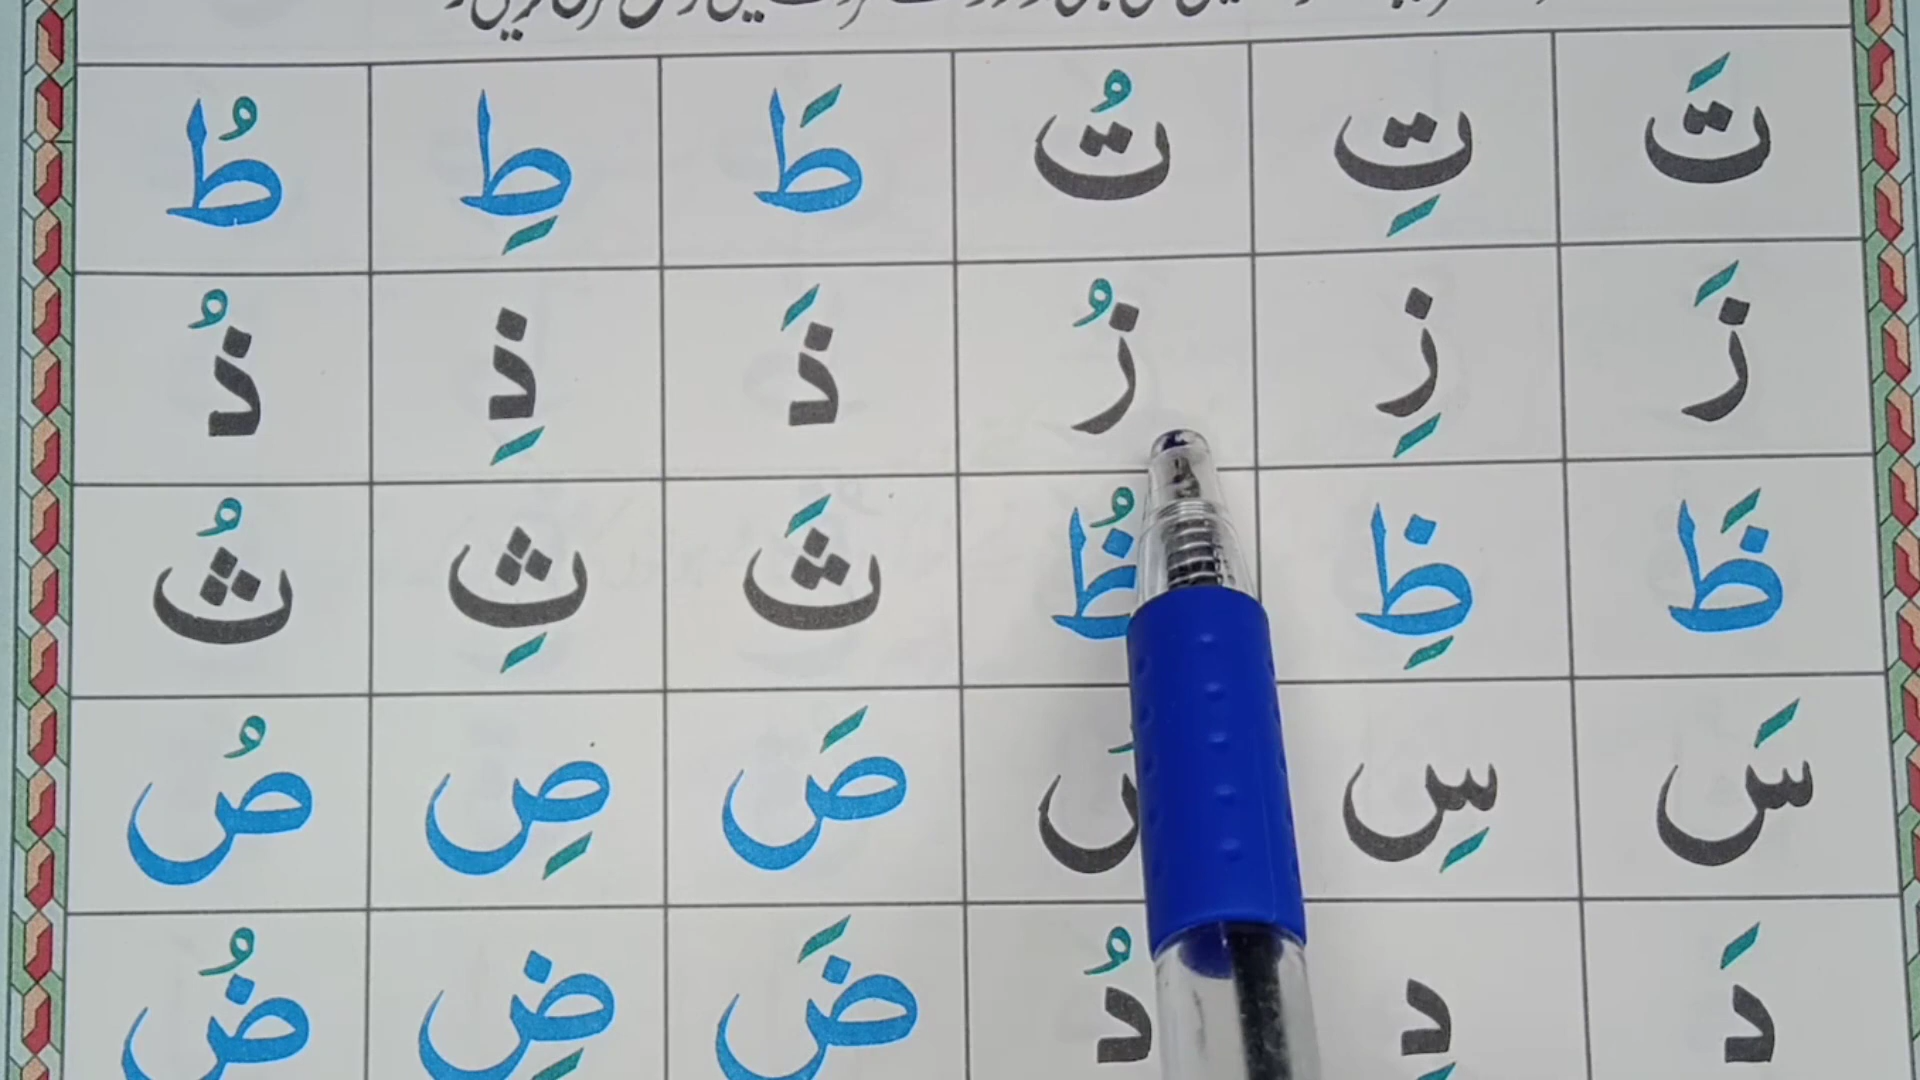 تَ تِ تُ طَ طِ طُ
زَ زِ زُ ذَ ذِ ذُ
ظَ ظِ ظُ ثَ ثِ ثُ
سَ سِ صَ صِ صُ
دَ دِ دُ ضَ ضِ ضُ